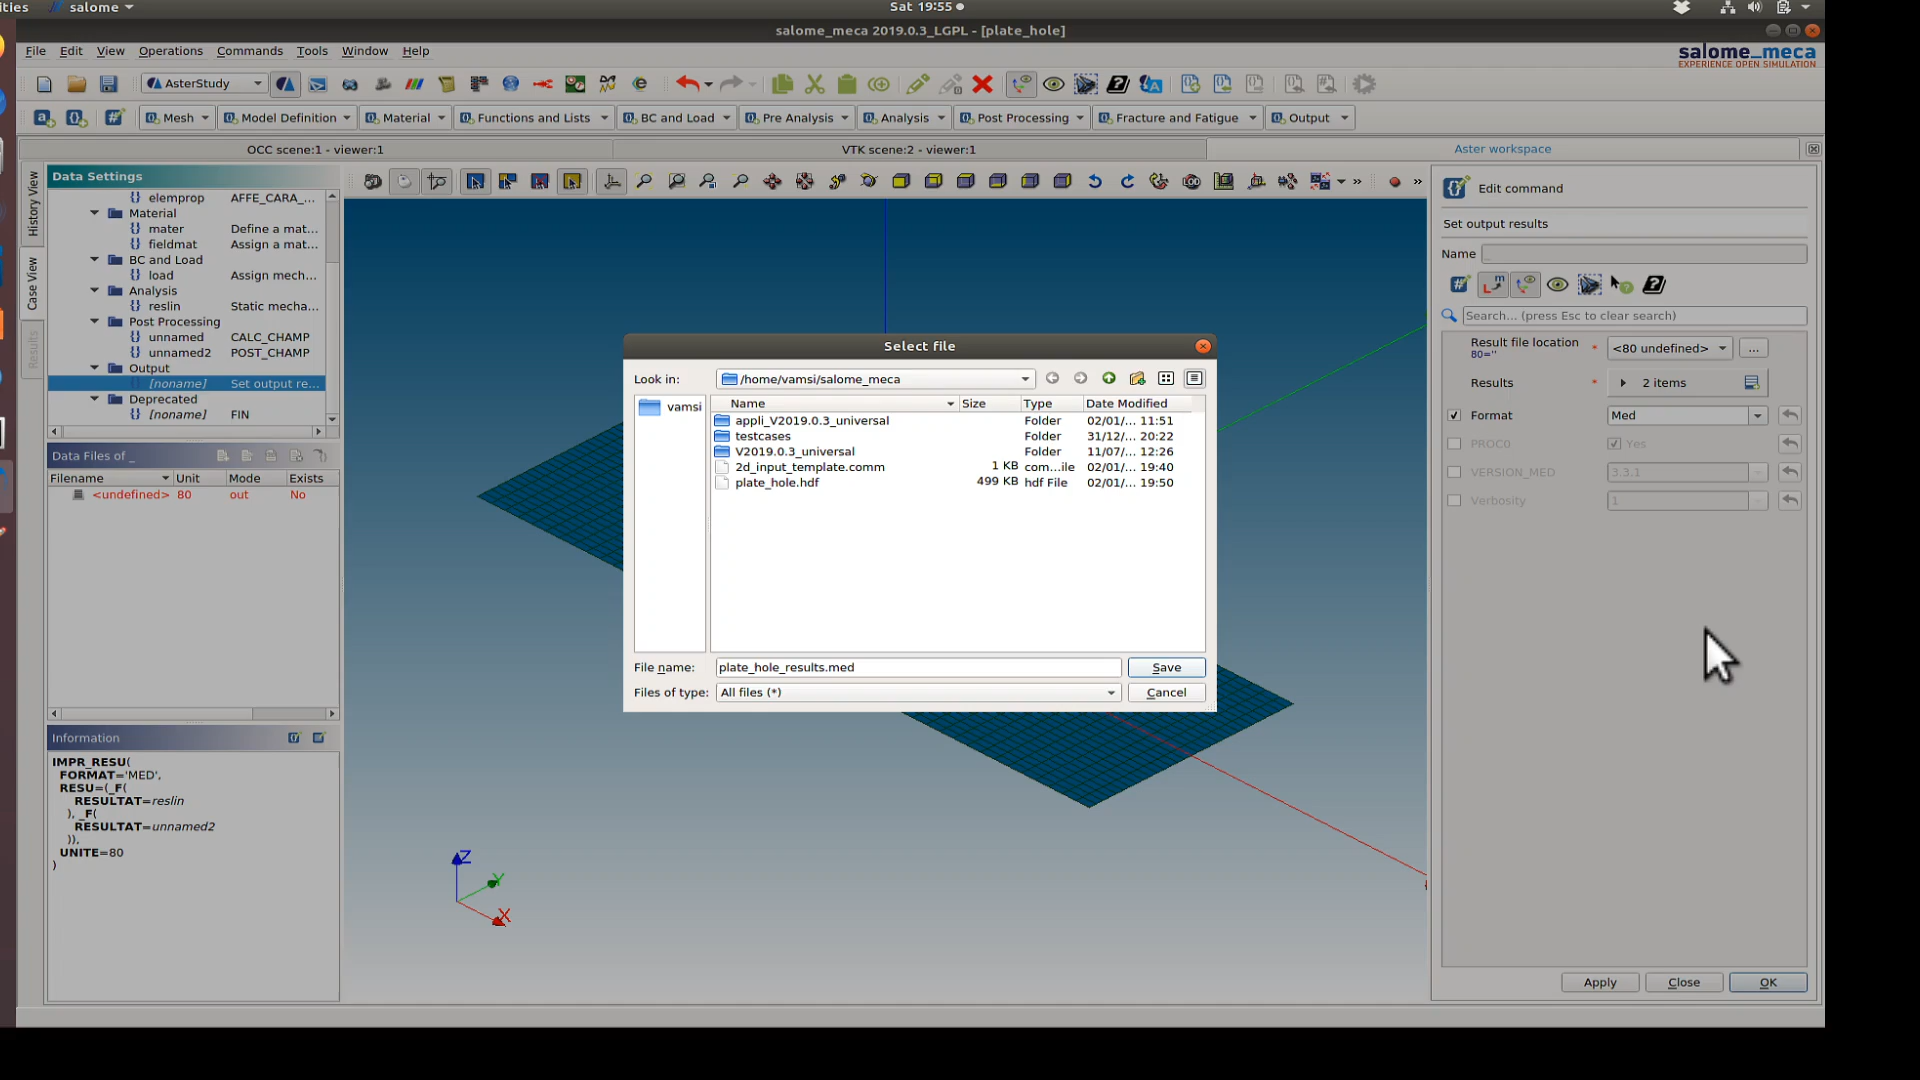 ities
salome
Sat 19:55
salome_meca 2019.0.3_LGPL - [plate_hole]
File Edit View Operations Commands Tools Window Help
salome_meca
EXPERIENCE OPEN SIMULATION
AsterStudy
Mesh Model Definition Material Functions and Lists BC and Load Pre Analysis Analysis Post Processing Fracture and Fatigue Output
OCC scene:1 - viewer:1
VTK scene:2 - viewer:1
Aster workspace
History View
Case View
Results
Data Settings
elemprop AFFE_CARA_...
Material
mater Define a mat...
fieldmat Assign a mat...
BC and Load
load Assign mech...
Analysis
reslin Static mecha...
Post Processing
unnamed CALC_CHAMP
unnamed2 POST_CHAMP
Output
[noname] Set output re...
Deprecated
[noname] FIN
Data Files of _
Filename Unit Mode Exists
<undefined> 80 out No
Information
IMPR_RESU(
FORMAT='MED',
RESU=(_F(
RESULTAT=reslin
), _F(
RESULTAT=unnamed2
)),
UNITE=80
)
Z
Y
X
Select file
Look in: /home/vamsi/salome_meca
vamsi
Name Size Type Date Modified
appli_V2019.0.3_universal Folder 02/01/... 11:51
testcases Folder 31/12/... 20:22
V2019.0.3_universal Folder 11/07/... 12:26
2d_input_template.comm 1 KB com...ile 02/01/... 19:40
plate_hole.hdf 499 KB hdf File 02/01/... 19:50
File name: plate_hole_results.med Save
Files of type: All files (*) Cancel
Edit command
Set output results
Name _
Search... (press Esc to clear search)
Result file location * <80 undefined> ...
80=''
Results * 2 items
Format Med
PROC0 Yes
VERSION_MED 3.3.1
Verbosity 1
Apply Close OK